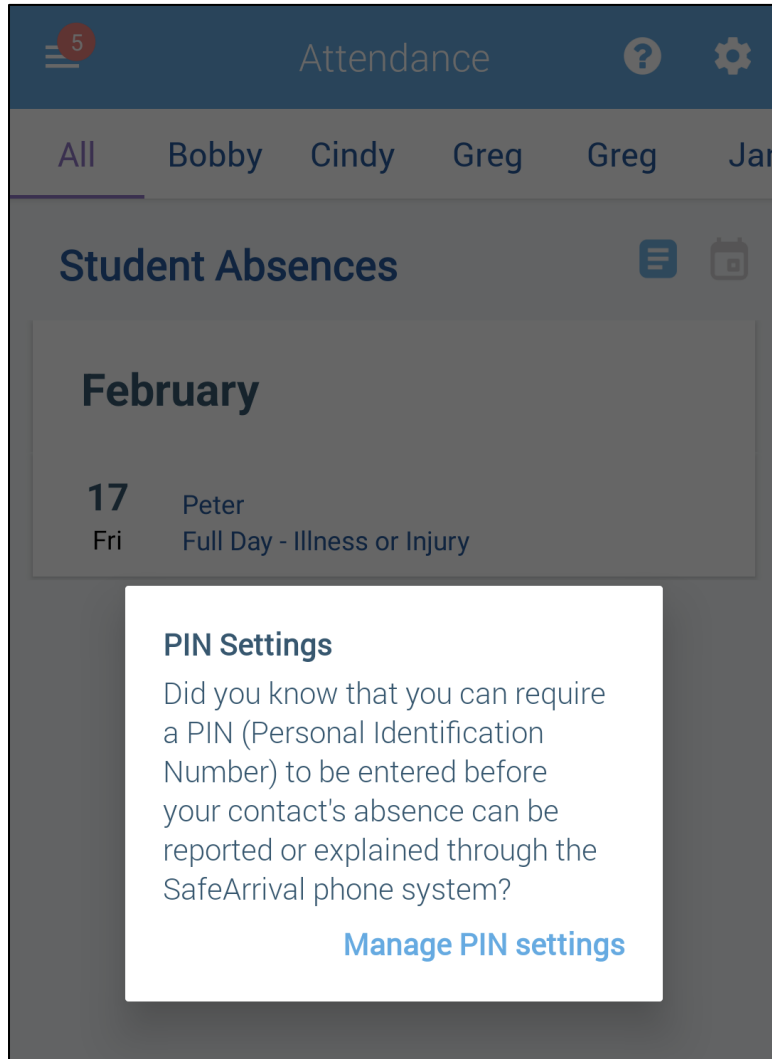 5
Attendance
All Bobby Cindy Greg Greg Jan
Student Absences
February
17 Peter
Fri Full Day - Illness or Injury
PIN Settings
Did you know that you can require
a PIN (Personal Identification
Number) to be entered before
your contact's absence can be
reported or explained through the
SafeArrival phone system?
Manage PIN settings